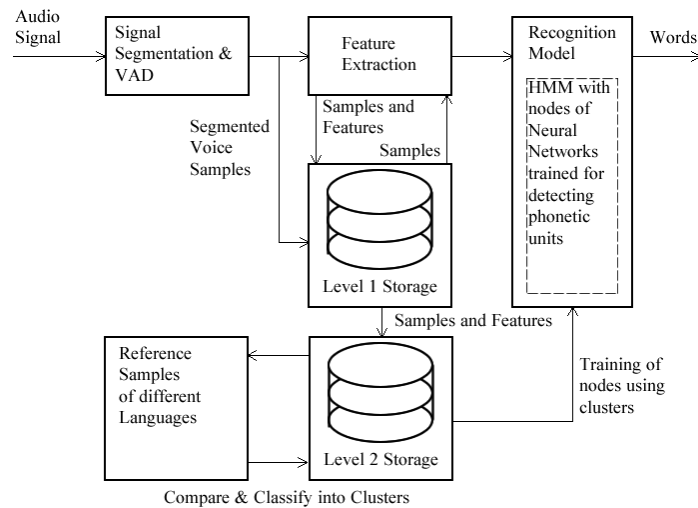 Audio
Signal
Signal
Segmentation &
VAD
Feature
Extraction
Recognition
Model
Words
HMM with
nodes of
Neural
Networks
trained for
detecting
phonetic
units
Segmented
Voice
Samples
Samples and
Features
Samples
Level 1 Storage
Samples and Features
Reference
Samples
of different
Languages
Level 2 Storage
Training of
nodes using
clusters
Compare & Classify into Clusters